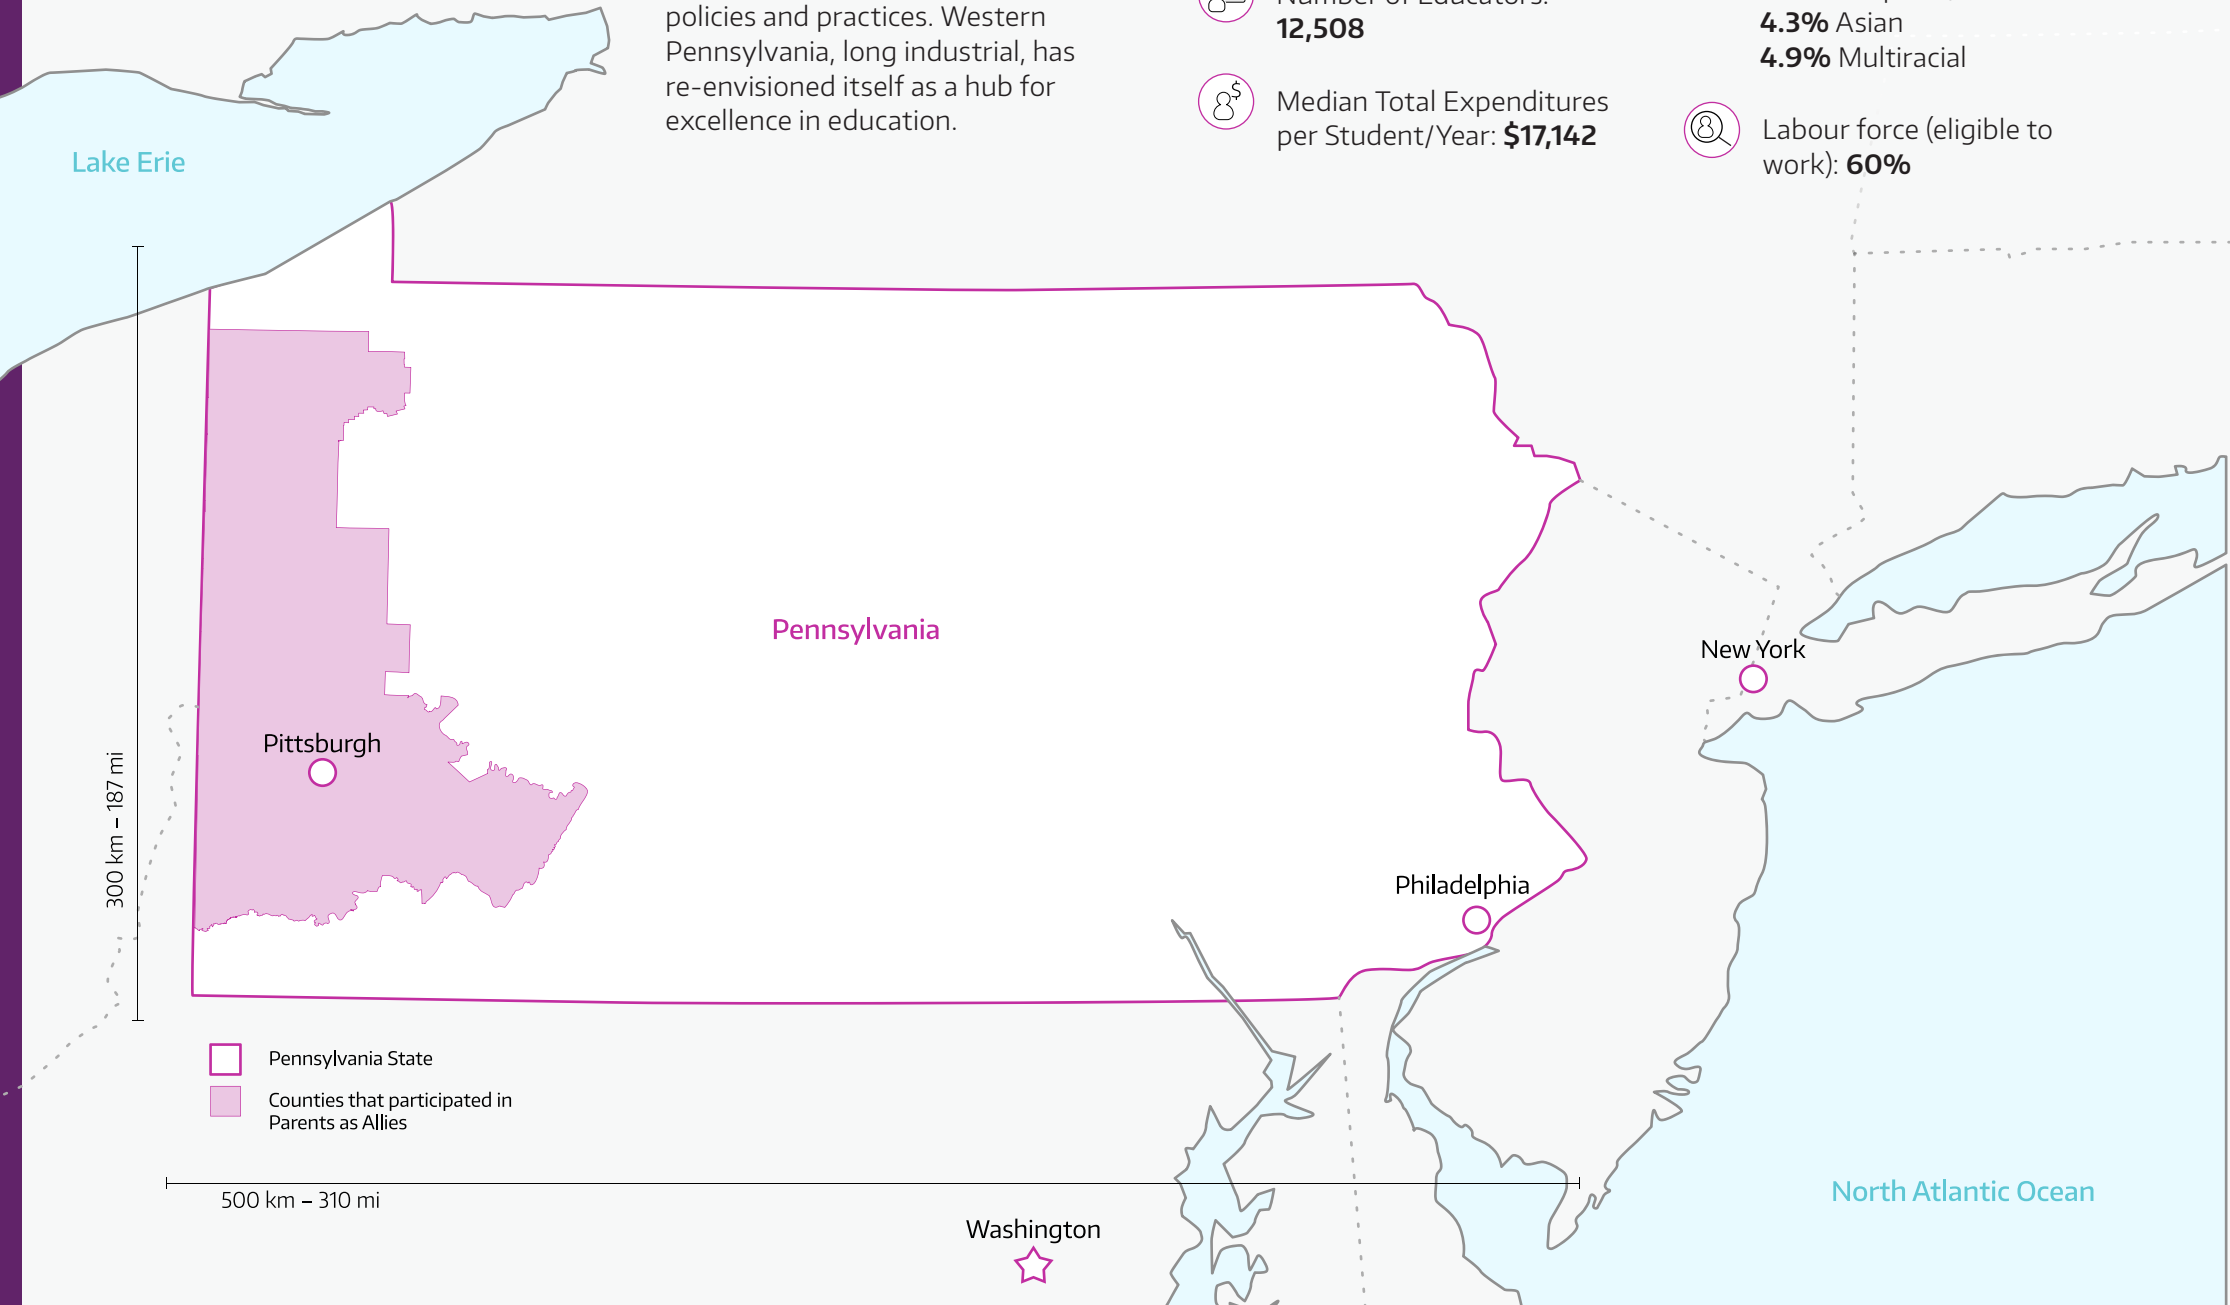 policies and practices. Western
Pennsylvania, long industrial, has
re-envisioned itself as a hub for
excellence in education.
Number of Educators:
12,508
Median Total Expenditures
per Student/Year: $17,142
4.3% Asian
4.9% Multiracial
Labour force (eligible to
work): 60%
Lake Erie
Pennsylvania
New York
Pittsburgh
300 km – 187 mi
Philadelphia
Pennsylvania State
Counties that participated in
Parents as Allies
500 km – 310 mi
North Atlantic Ocean
Washington